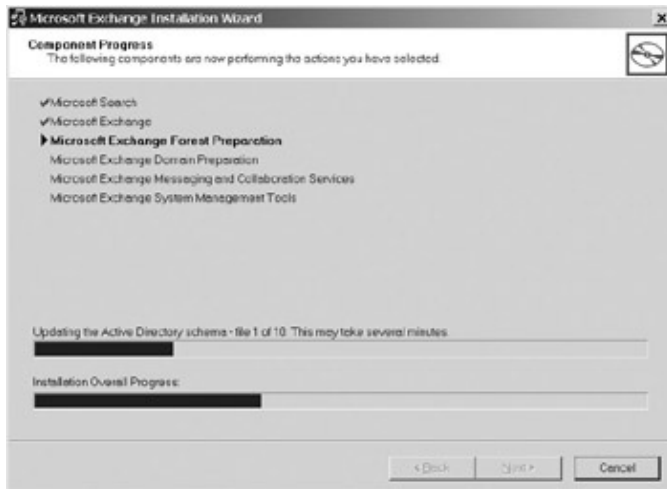 Microsoft Exchange Installation Wizard
Component Progress
The following components are now performing the actions you have selected.
Microsoft Search
Microsoft Exchange
Microsoft Exchange Forest Preparation
Microsoft Exchange Domain Preparation
Microsoft Exchange Messaging and Collaboration Services
Microsoft Exchange System Management Tools
Updating the Active Directory schema - file 1 of 10. This may take several minutes.
Installation Overall Progress:
< Back Next > Cancel